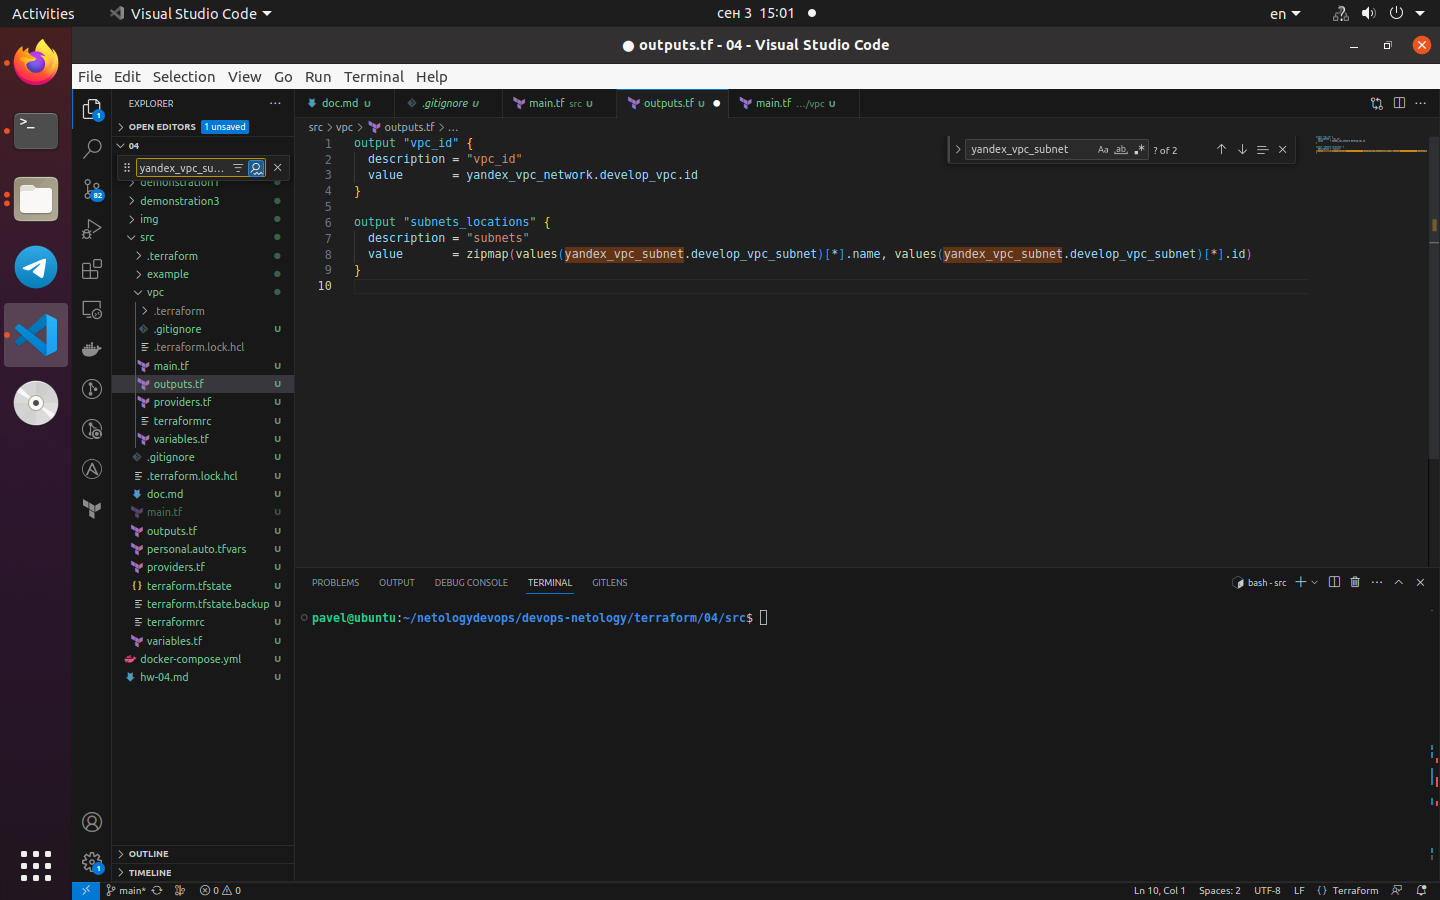 Activities
Visual Studio Code
сен 3 15:01
en
outputs.tf - 04 - Visual Studio Code
File Edit Selection View Go Run Terminal Help
EXPLORER
doc.md U
.gitignore U
main.tf src U
outputs.tf U
main.tf .../vpc U
OPEN EDITORS 1 unsaved
04
yandex_vpc_su...
demonstration1
demonstration3
img
src
.terraform
example
vpc
.terraform
.gitignore U
.terraform.lock.hcl
main.tf U
outputs.tf U
providers.tf U
terraformrc U
variables.tf U
.gitignore U
.terraform.lock.hcl U
doc.md U
main.tf U
outputs.tf U
personal.auto.tfvars U
providers.tf U
terraform.tfstate U
terraform.tfstate.backup U
terraformrc U
variables.tf U
docker-compose.yml U
hw-04.md U
OUTLINE
TIMELINE
1
82
1
src > vpc > outputs.tf > ...
1 output "vpc_id" {
2 description = "vpc_id"
3 value = yandex_vpc_network.develop_vpc.id
4 }
5
6 output "subnets_locations" {
7 description = "subnets"
8 value = zipmap(values(yandex_vpc_subnet.develop_vpc_subnet)[*].name, values(yandex_vpc_subnet.develop_vpc_subnet)[*].id)
9 }
10
yandex_vpc_subnet Aa ab .* ? of 2
PROBLEMS OUTPUT DEBUG CONSOLE TERMINAL GITLENS
bash - src
pavel@ubuntu:~/netologydevops/devops-netology/terraform/04/src$
main* 0 0
Ln 10, Col 1 Spaces: 2 UTF-8 LF {} Terraform